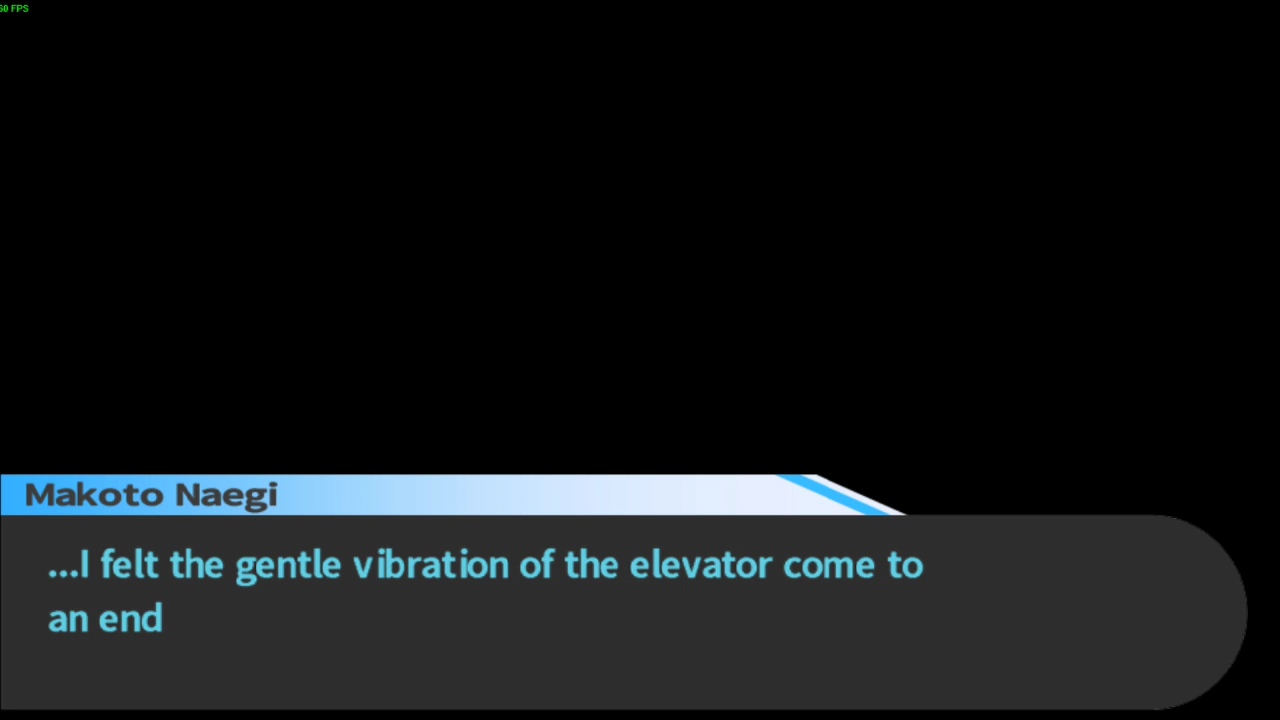 60 FPS
Makoto Naegi
...I felt the gentle vibration of the elevator come to
an end